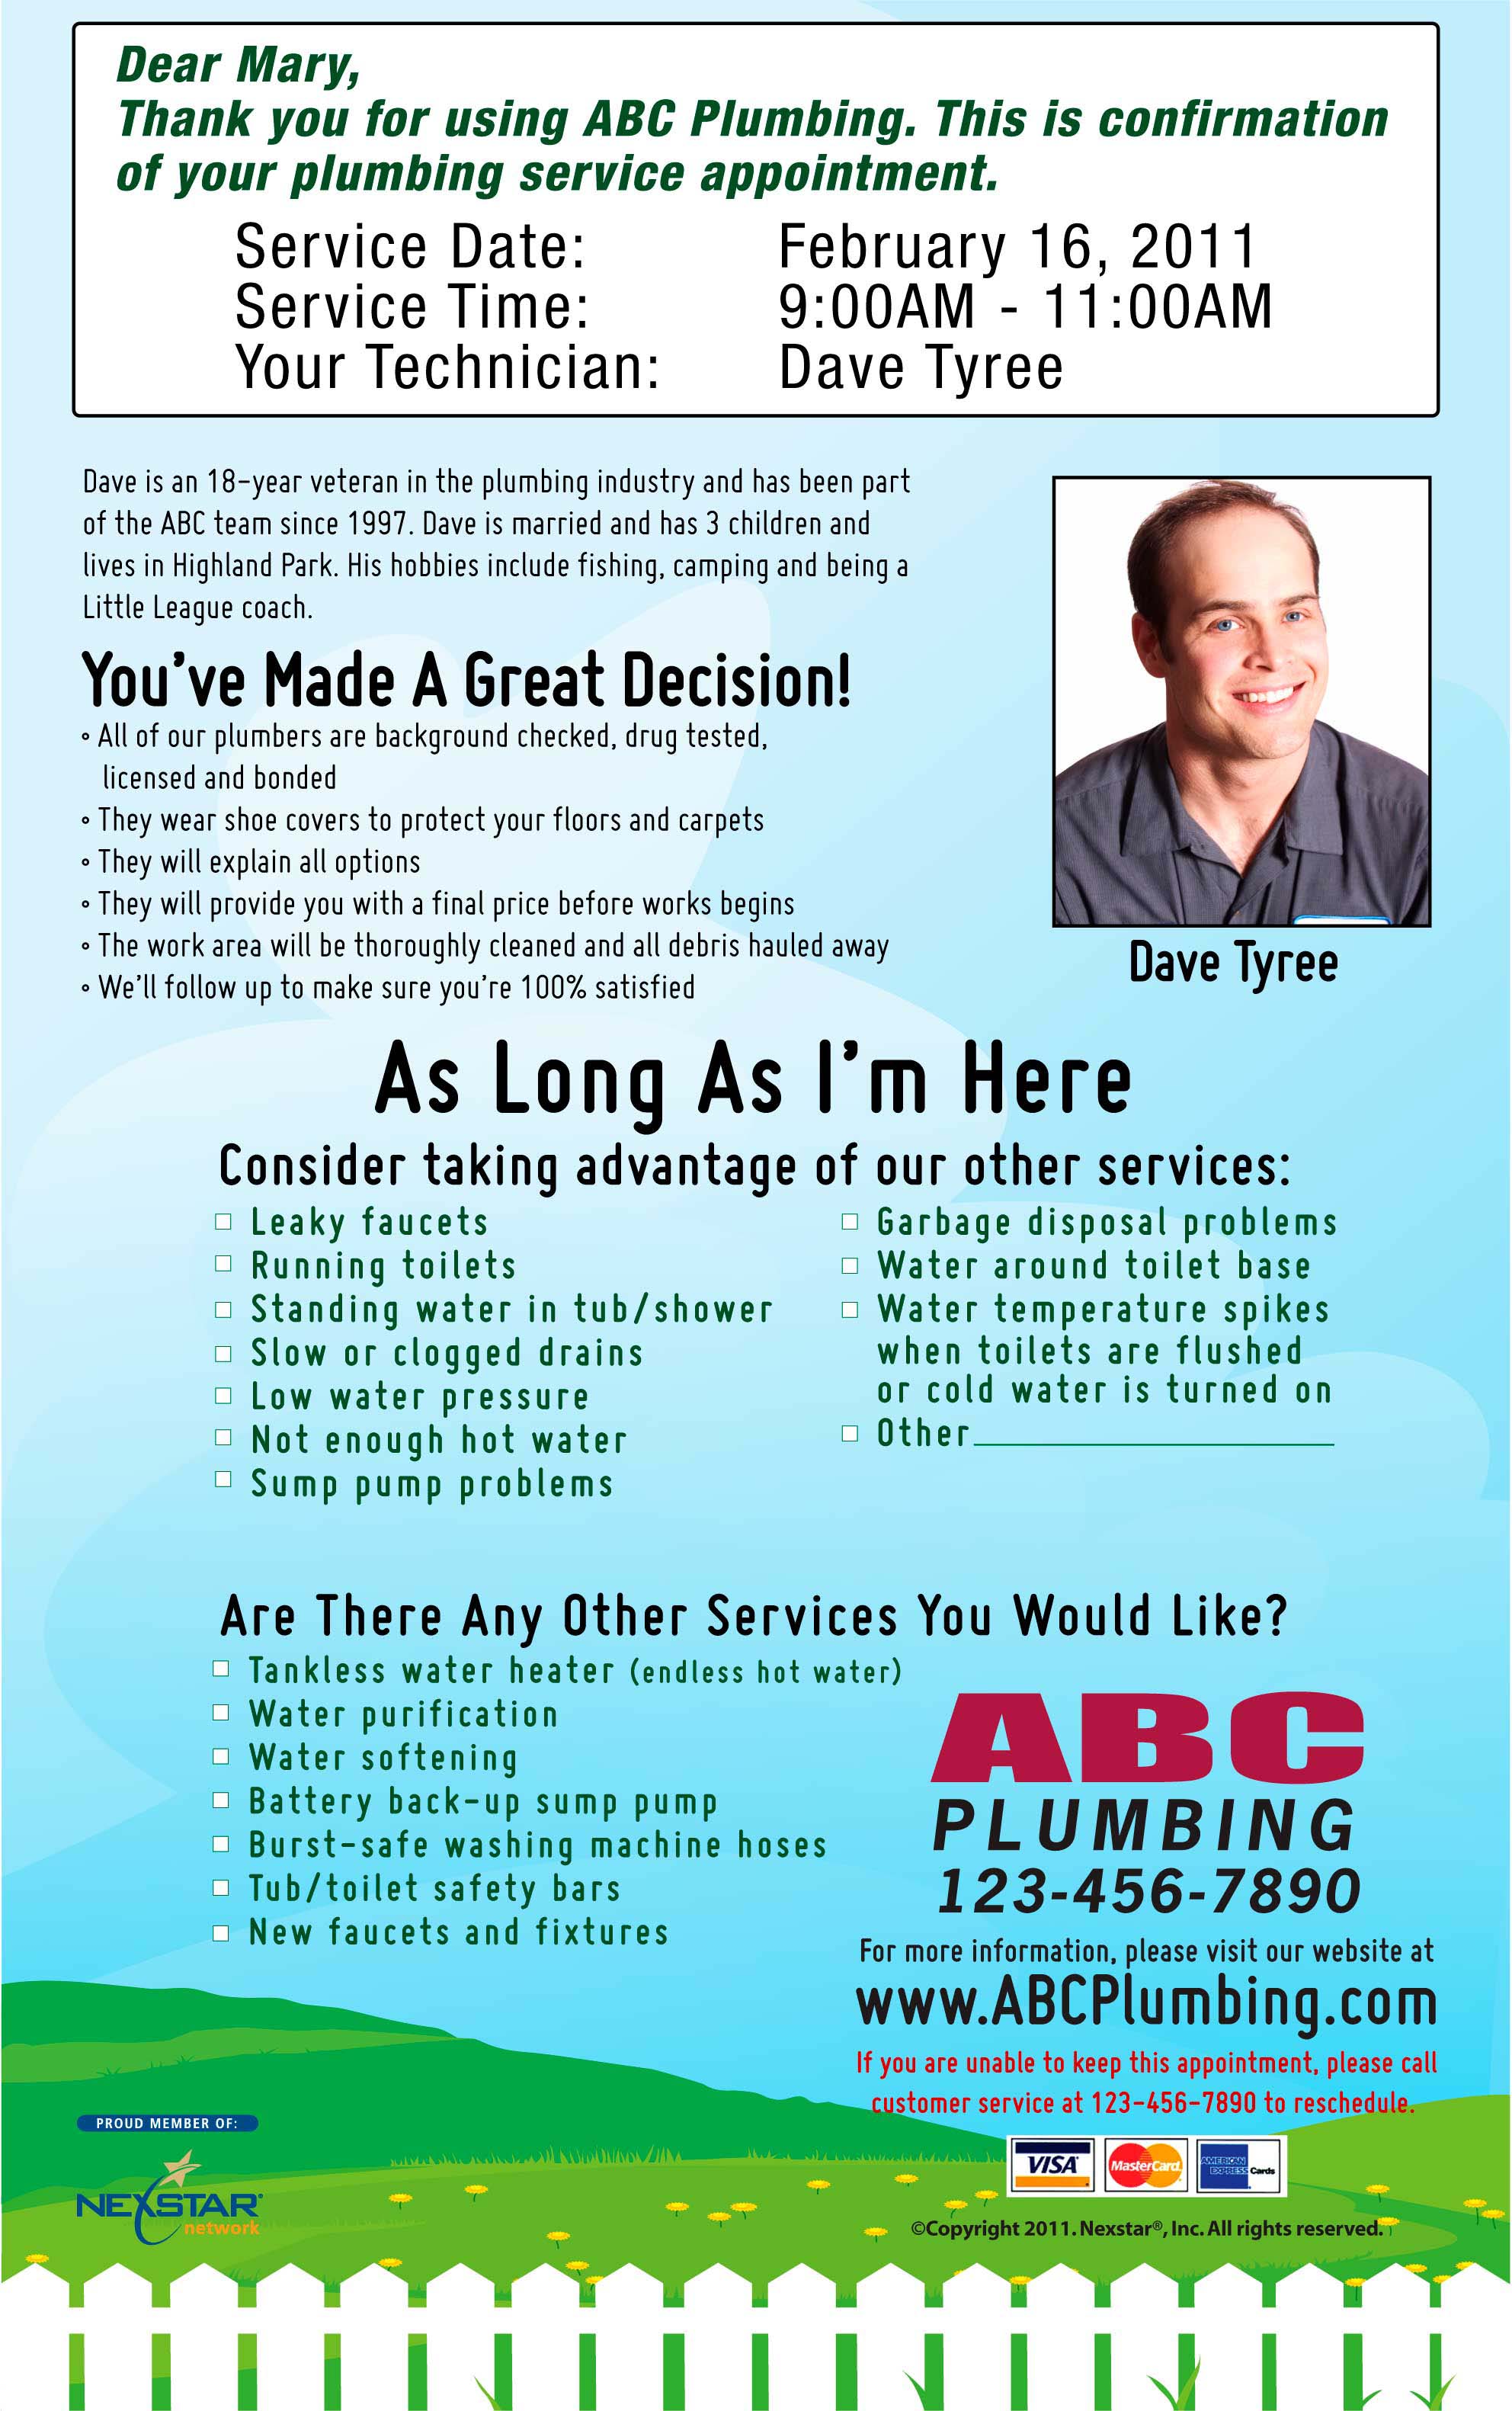 Dear Mary,
Thank you for using ABC Plumbing. This is confirmation
of your plumbing service appointment.
Service Date: February 16, 2011
Service Time: 9:00AM - 11:00AM
Your Technician: Dave Tyree
Dave is an 18-year veteran in the plumbing industry and has been part
of the ABC team since 1997. Dave is married and has 3 children and
lives in Highland Park. His hobbies include fishing, camping and being a
Little League coach.
You've Made A Great Decision!
• All of our plumbers are background checked, drug tested,
licensed and bonded
• They wear shoe covers to protect your floors and carpets
• They will explain all options
• They will provide you with a final price before works begins
• The work area will be thoroughly cleaned and all debris hauled away
• We'll follow up to make sure you're 100% satisfied
Dave Tyree
As Long As I'm Here
Consider taking advantage of our other services:
□ Leaky faucets
□ Running toilets
□ Standing water in tub/shower
□ Slow or clogged drains
□ Low water pressure
□ Not enough hot water
□ Sump pump problems
□ Garbage disposal problems
□ Water around toilet base
□ Water temperature spikes
when toilets are flushed
or cold water is turned on
□ Other
Are There Any Other Services You Would Like?
□ Tankless water heater (endless hot water)
□ Water purification
□ Water softening
□ Battery back-up sump pump
□ Burst-safe washing machine hoses
□ Tub/toilet safety bars
□ New faucets and fixtures
ABC
PLUMBING
123-456-7890
For more information, please visit our website at
www.ABCPlumbing.com
If you are unable to keep this appointment, please call
customer service at 123-456-7890 to reschedule.
PROUD MEMBER OF:
NEXSTAR®
network
VISA
MasterCard
AMERICAN
EXPRESS Cards
©Copyright 2011. Nexstar®, Inc. All rights reserved.